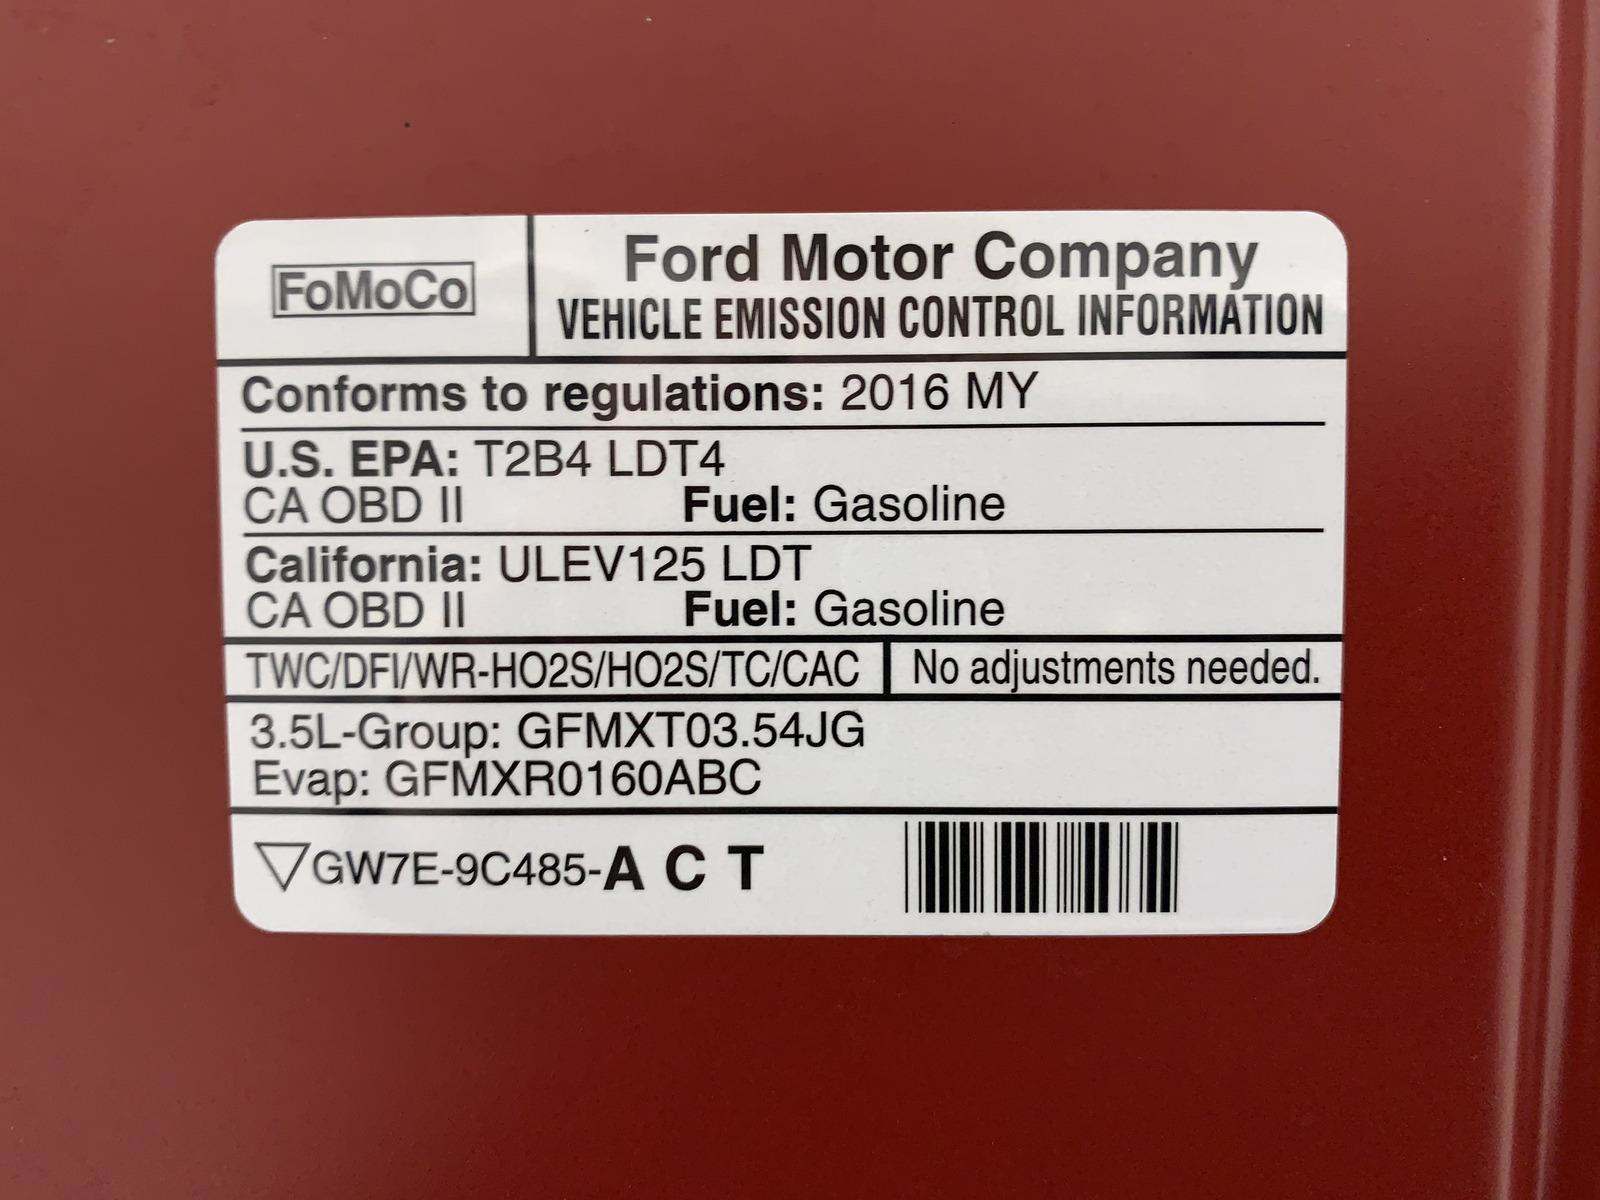 FoMoCo
Ford Motor Company
VEHICLE EMISSION CONTROL INFORMATION
Conforms to regulations: 2016 MY
U.S. EPA: T2B4 LDT4
CA OBD II Fuel: Gasoline
California: ULEV125 LDT
CA OBD II Fuel: Gasoline
TWC/DFI/WR-HO2S/HO2S/TC/CAC No adjustments needed.
3.5L-Group: GFMXT03.54JG
Evap: GFMXR0160ABC
GW7E-9C485-A C T